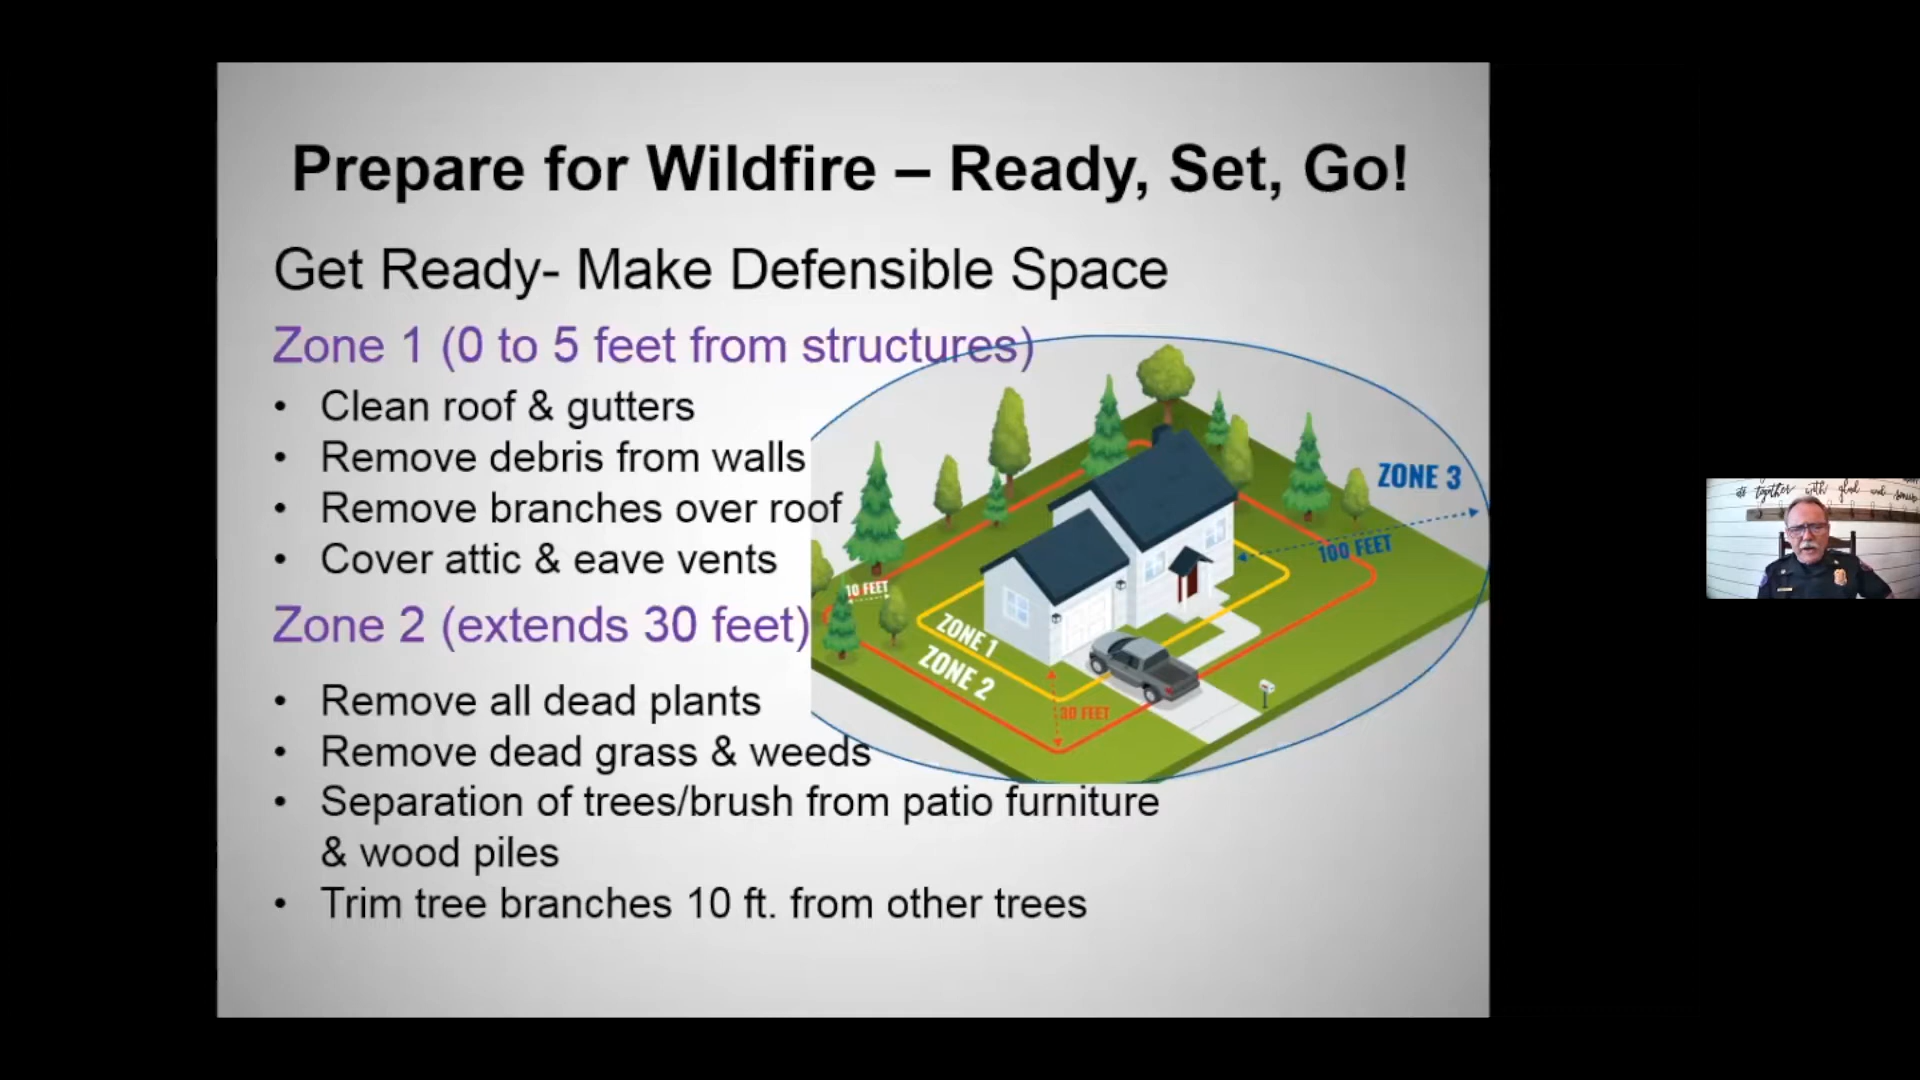 Prepare for Wildfire – Ready, Set, Go!
Get Ready- Make Defensible Space
Zone 1 (0 to 5 feet from structures)
• Clean roof & gutters
• Remove debris from walls
• Remove branches over roof
• Cover attic & eave vents
Zone 2 (extends 30 feet)
• Remove all dead plants
• Remove dead grass & weeds
• Separation of trees/brush from patio furniture
& wood piles
• Trim tree branches 10 ft. from other trees
ZONE 3
100 FEET
10 FEET
ZONE 1
ZONE 2
30 FEET
together with glad and